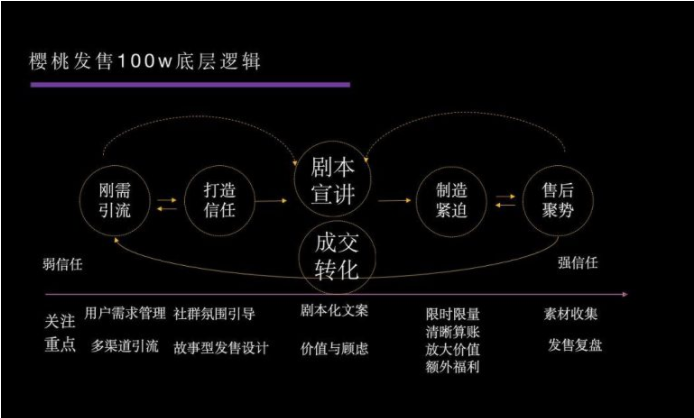 樱桃发售100w底层逻辑
刚需
引流
打造
信任
剧本
宣讲
制造
紧迫
售后
聚势
成交
转化
弱信任
强信任
关注
重点
用户需求管理
多渠道引流
社群氛围引导
故事型发售设计
剧本化文案
价值与顾虑
限时限量
清晰算账
放大价值
额外福利
素材收集
发售复盘